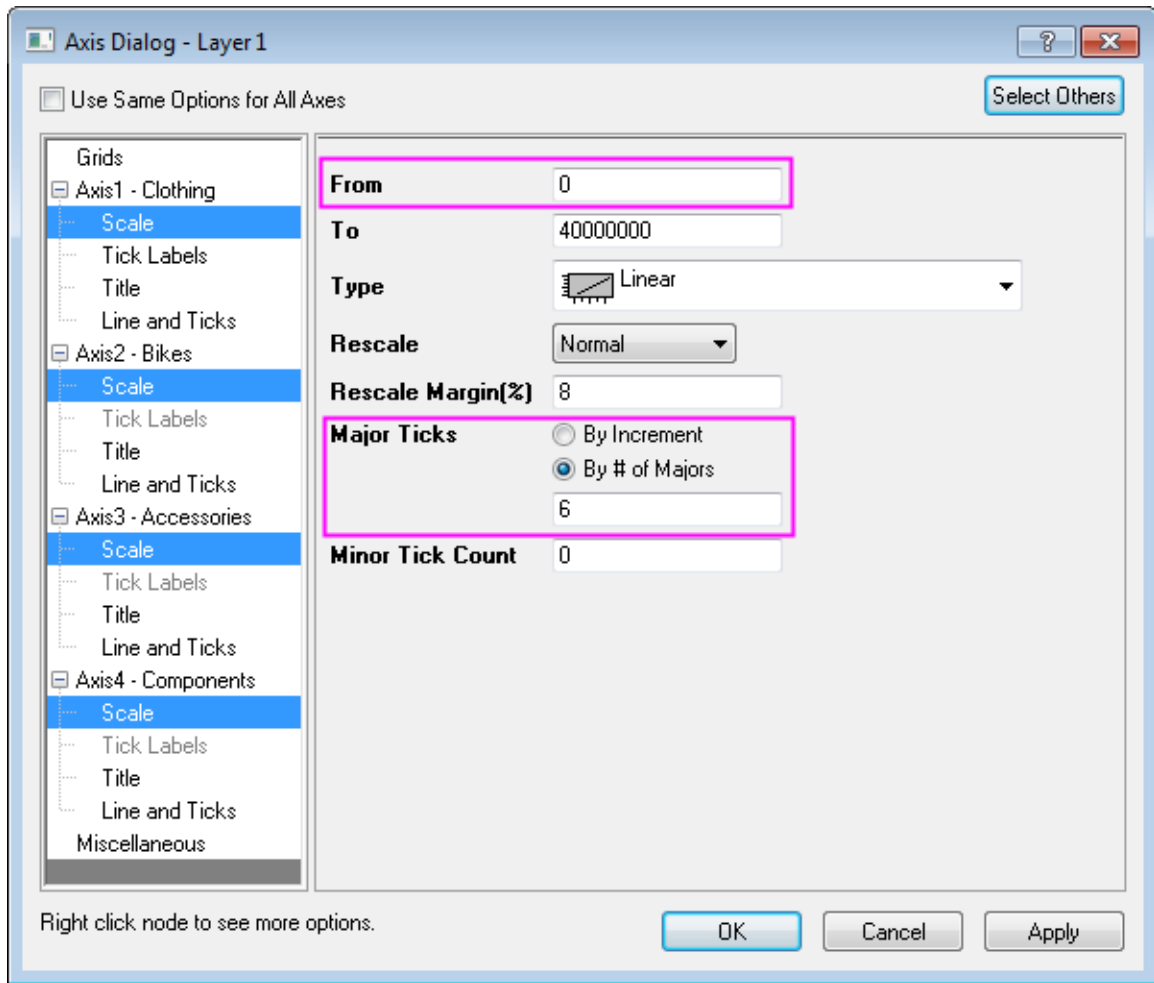 Axis Dialog - Layer 1
Use Same Options for All Axes
Select Others
Grids
Axis1 - Clothing
Scale
Tick Labels
Title
Line and Ticks
Axis2 - Bikes
Scale
Tick Labels
Title
Line and Ticks
Axis3 - Accessories
Scale
Tick Labels
Title
Line and Ticks
Axis4 - Components
Scale
Tick Labels
Title
Line and Ticks
Miscellaneous
From 0
To 40000000
Type Linear
Rescale Normal
Rescale Margin(%) 8
Major Ticks By Increment
By # of Majors
6
Minor Tick Count 0
Right click node to see more options.
OK Cancel Apply